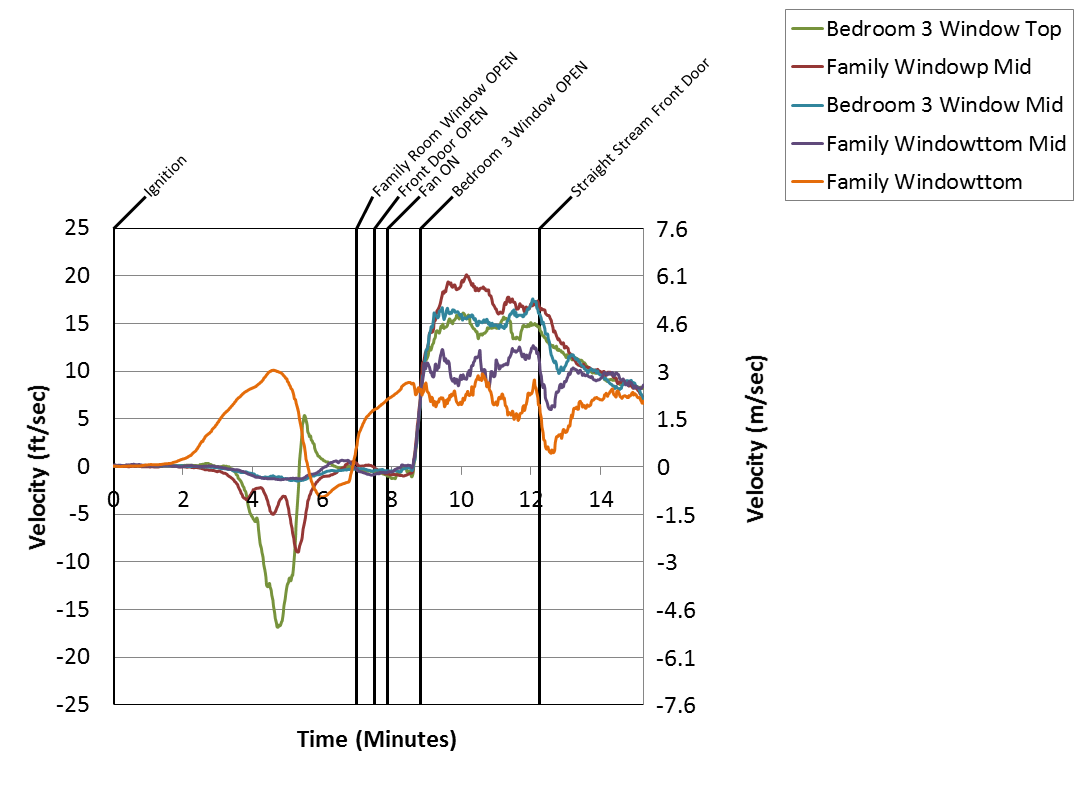 Bedroom 3 Window Top
Family Windowp Mid
Bedroom 3 Window Mid
Family Windowttom Mid
Family Windowttom
Ignition
Family Room Window OPEN
Front Door OPEN
Fan ON
Bedroom 3 Window OPEN
Straight Stream Front Door
25
20
15
10
5
0
-5
-10
-15
-20
-25
Velocity (ft/sec)
0 2 4 6 8 10 12 14
Time (Minutes)
7.6
6.1
4.6
3
1.5
0
-1.5
-3
-4.6
-6.1
-7.6
Velocity (m/sec)